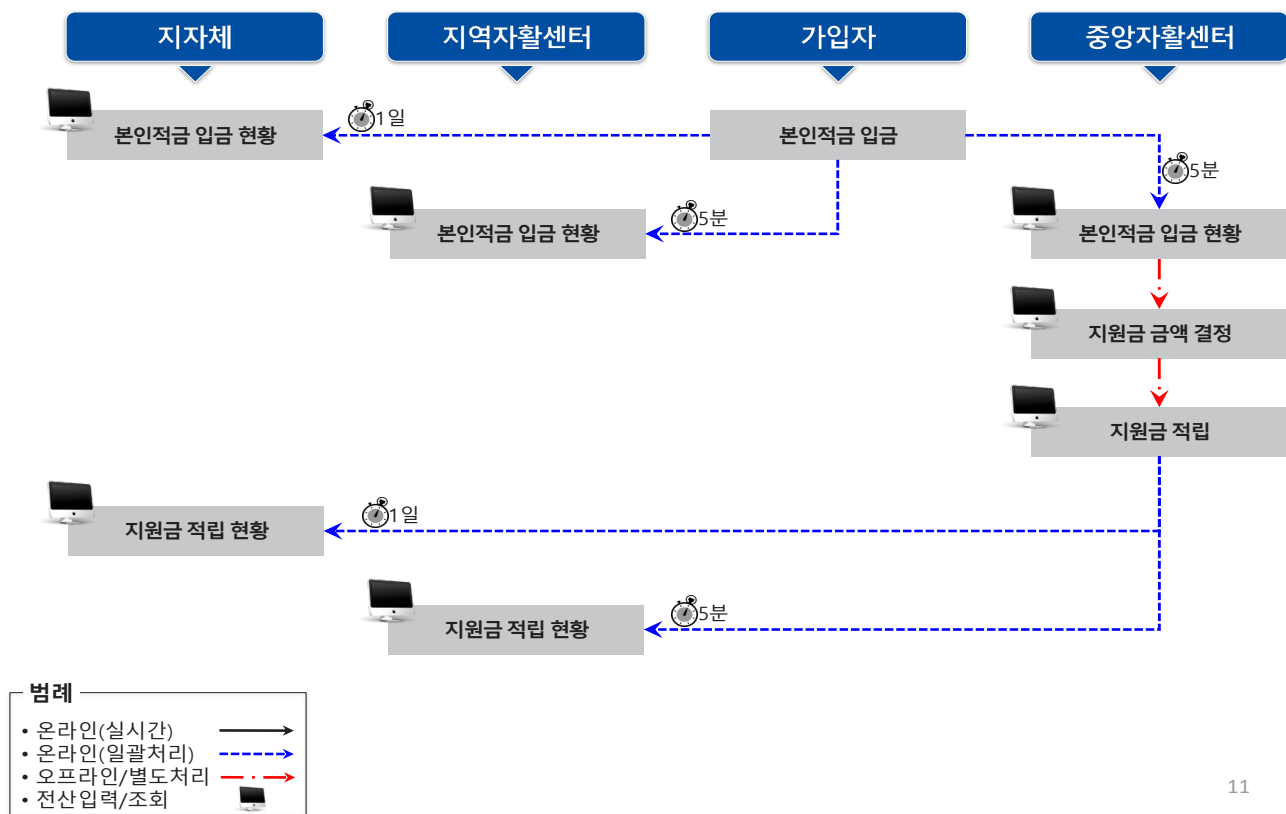 지자체
지역자활센터
가입자
중앙자활센터
본인적금 입금 현황
1일
본인적금 입금
5분
본인적금 입금 현황
5분
본인적금 입금 현황
지원금 금액 결정
지원금 적립
지원금 적립 현황
1일
지원금 적립 현황
5분
범례
• 온라인(실시간)
• 온라인(일괄처리)
• 오프라인/별도처리
• 전산입력/조회
11